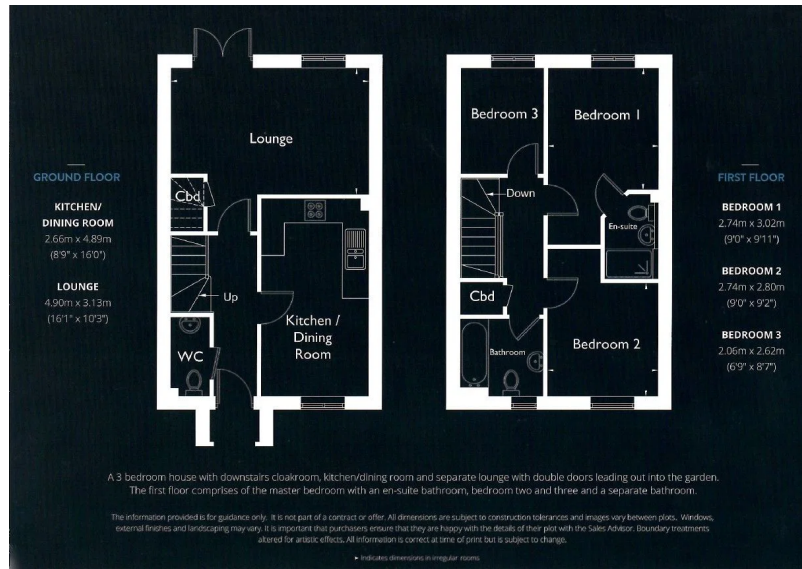 GROUND FLOOR
KITCHEN/
DINING ROOM
2.66m x 4.89m
(8'9" x 16'0")
LOUNGE
4.90m x 3.13m
(16'1" x 10'3")
Lounge
Cbd
Up
WC
Kitchen /
Dining
Room
Bedroom 3
Bedroom 1
Down
En-suite
Cbd
Bathroom
Bedroom 2
FIRST FLOOR
BEDROOM 1
2.74m x 3.02m
(9'0" x 9'11")
BEDROOM 2
2.74m x 2.80m
(9'0" x 9'2")
BEDROOM 3
2.06m x 2.62m
(6'9" x 8'7")
A 3 bedroom house with downstairs cloakroom, kitchen/dining room and separate lounge with double doors leading out into the garden.
The first floor comprises of the master bedroom with an en-suite bathroom, bedroom two and three and a separate bathroom.
The information provided is for guidance only. It is not part of a contract or offer. All dimensions are subject to construction tolerances and images vary between plots. Windows,
external finishes and landscaping may vary. It is important that purchasers ensure that they are happy with the details of their plot with the Sales Advisor. Boundary treatments
altered for artistic effects. All Information is correct at time of print but is subject to change.
▸ Indicates dimensions in irregular rooms